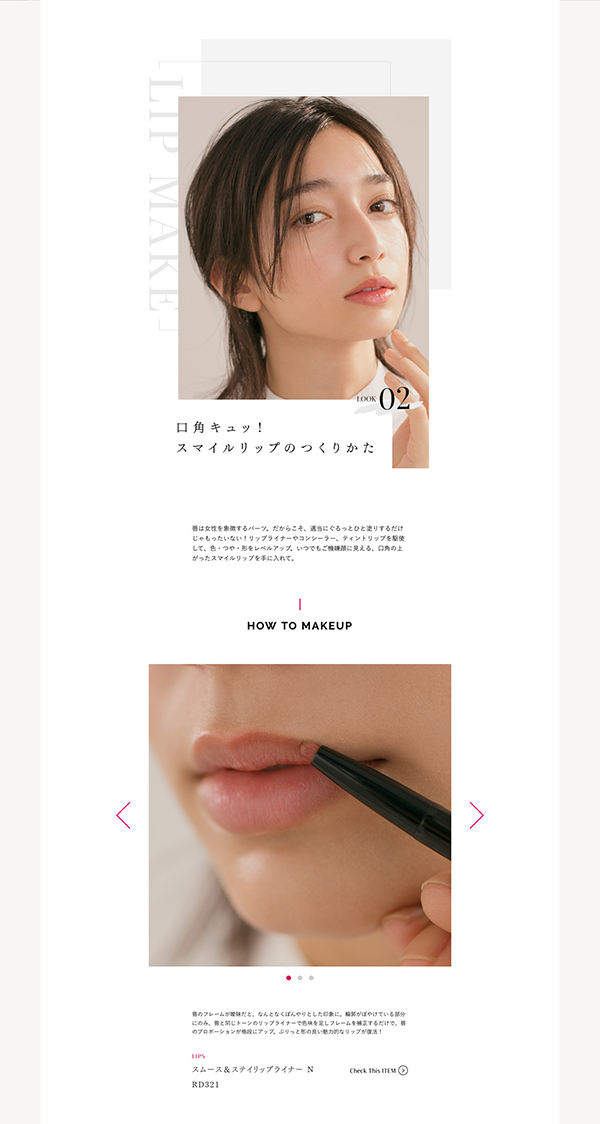 LIP MAKE
LOOK 02
口角キュッ！
スマイルリップのつくりかた
唇は女性を象徴するパーツ。だからこそ、適当にぐるっとひと塗りするだけ
じゃもったいない！リップライナーやコンシーラー、ティントリップを駆使
して、色・つや・形をレベルアップ。いつでもご機嫌顔に見える、口角の上
がったスマイルリップを手に入れて。
HOW TO MAKEUP
唇のフレームが曖昧だと、なんとなくぼんやりとした印象に。輪郭がぼやけている部分
にのみ、唇と同じトーンのリップライナーで色味を足しフレームを補正するだけで、唇
のプロポーションが格段にアップ。ぷりっと形の良い魅力的なリップが復活！
LIPS
スムース＆ステイリップライナー N
RD321
Check This ITEM